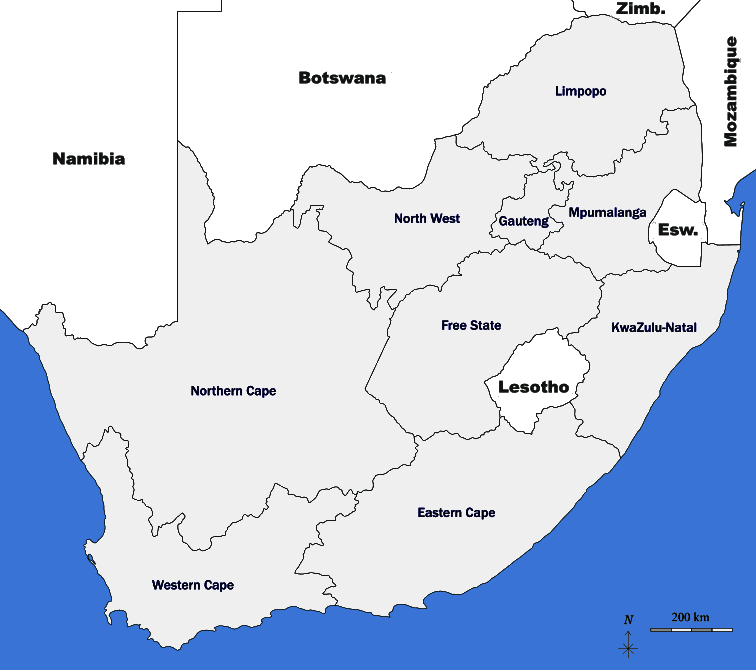 Zimb.
Mozambique
Botswana
Limpopo
Namibia
North West
Gauteng
Mpumalanga
Esw.
Free State
KwaZulu-Natal
Northern Cape
Lesotho
Eastern Cape
Western Cape
N
200 km